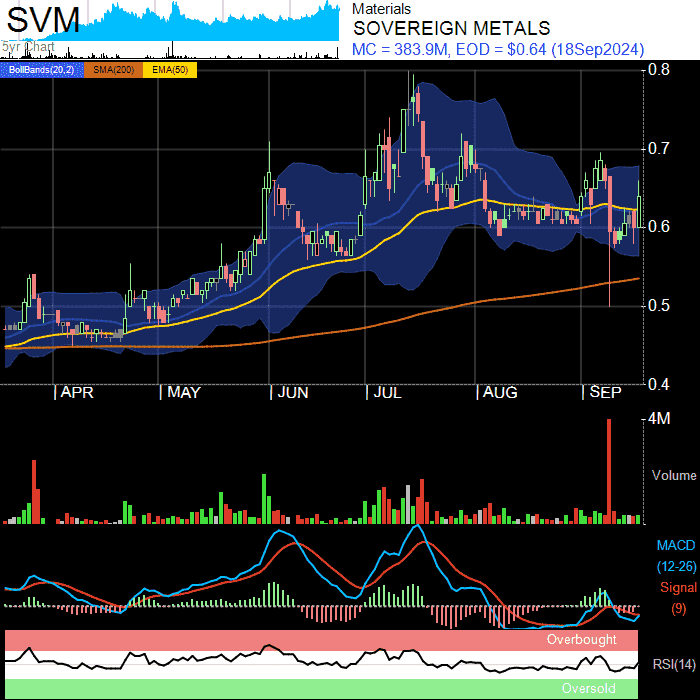 SVM
5yr Chart
Materials
SOVEREIGN METALS
MC = 383.9M, EOD = $0.64 (18Sep2024)
BollBands(20,2) SMA(200) EMA(50)
0.8
0.7
0.6
0.5
0.4
APR MAY JUN JUL AUG SEP
4M
Volume
MACD
(12-26)
Signal
(9)
Overbought
RSI(14)
Oversold